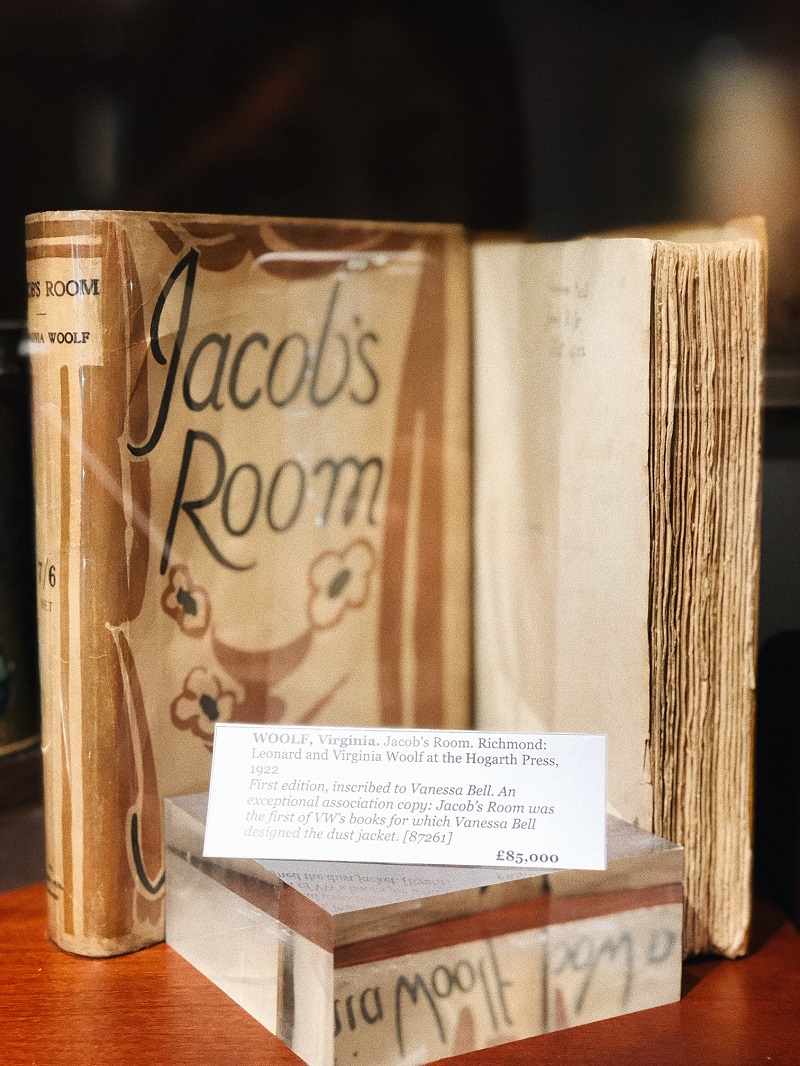 ROOM
WOOLF
7/6
Jacob's
Room
WOOLF, Virginia. Jacob's Room. Richmond:
Leonard and Virginia Woolf at the Hogarth Press,
1922
First edition, inscribed to Vanessa Bell. An
exceptional association copy: Jacob's Room was
the first of VW's books for which Vanessa Bell
designed the dust jacket. [87261]
£85,000